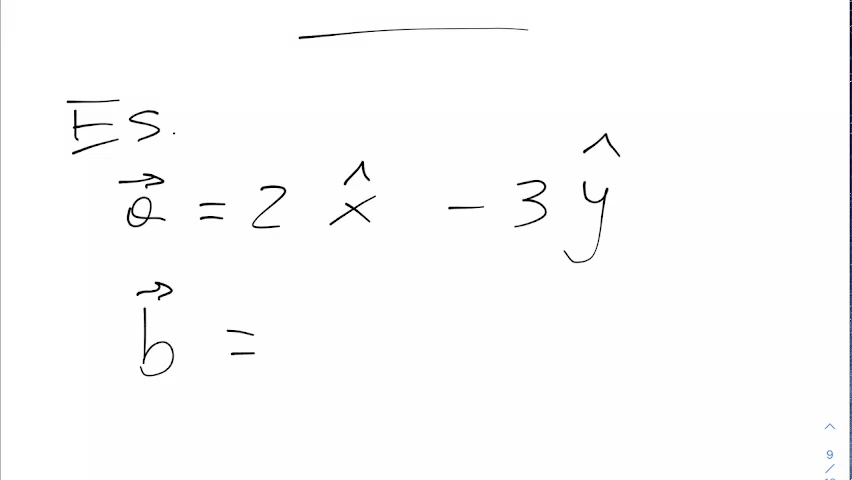 ES.
a⃗ = 2 x̂ - 3 ŷ
b⃗ =
9
/